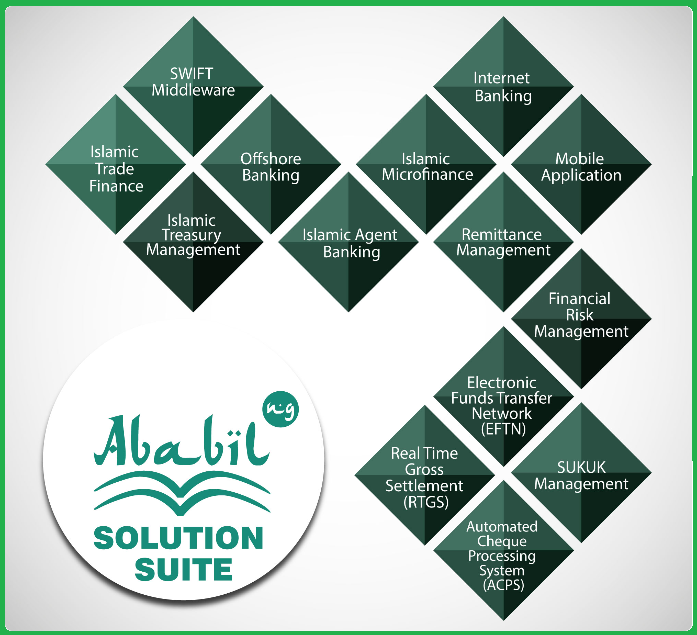 SWIFT
Middleware
Internet
Banking
Islamic
Trade
Finance
Offshore
Banking
Islamic
Microfinance
Mobile
Application
Islamic
Treasury
Management
Islamic Agent
Banking
Remittance
Management
Financial
Risk
Management
Electronic
Funds Transfer
Network
(EFTN)
Real Time
Gross
Settlement
(RTGS)
SUKUK
Management
Automated
Cheque
Processing
System
(ACPS)
Ababil
ng
SOLUTION
SUITE